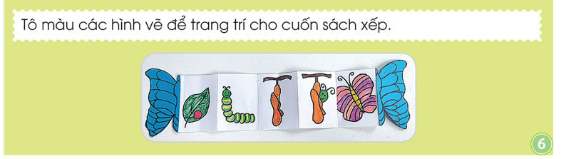 Tô màu các hình vẽ để trang trí cho cuốn sách xếp.
6